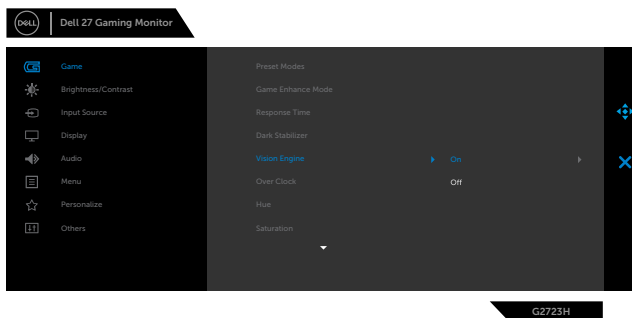 DELL
Dell 27 Gaming Monitor
Game
Brightness/Contrast
Input Source
Display
Audio
Menu
Personalize
Others
Preset Modes
Game Enhance Mode
Response Time
Dark Stabilizer
Vision Engine
On
Off
Over Clock
Hue
Saturation
G2723H